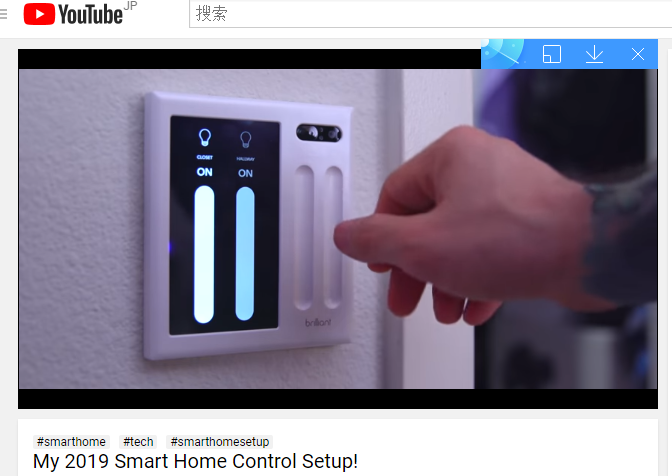 YouTube JP
搜索
CLOSET
HALLWAY
ON
ON
brilliant
#smarthome #tech #smarthomesetup
My 2019 Smart Home Control Setup!